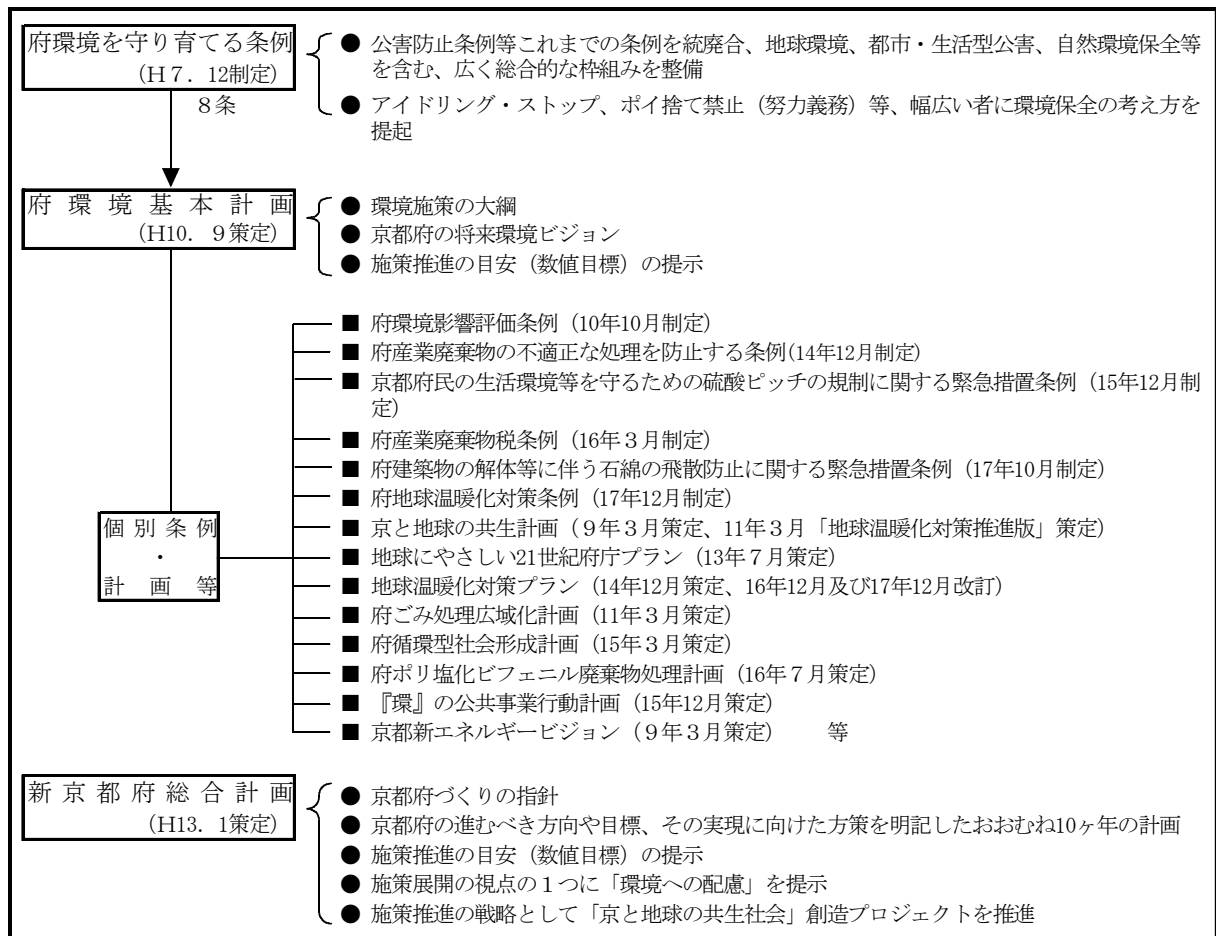 府環境を守り育てる条例
(H７．12制定)
８条
● 公害防止条例等これまでの条例を統廃合、地球環境、都市・生活型公害、自然環境保全等
を含む、広く総合的な枠組みを整備
● アイドリング・ストップ、ポイ捨て禁止（努力義務）等、幅広い者に環境保全の考え方を
提起
府環境基本計画
(H10．９策定)
● 環境施策の大綱
● 京都府の将来環境ビジョン
● 施策推進の目安（数値目標）の提示
個別条例
・
計画等
■ 府環境影響評価条例（10年10月制定）
■ 府産業廃棄物の不適正な処理を防止する条例(14年12月制定)
■ 京都府民の生活環境等を守るための硫酸ピッチの規制に関する緊急措置条例（15年12月制
定）
■ 府産業廃棄物税条例（16年３月制定）
■ 府建築物の解体等に伴う石綿の飛散防止に関する緊急措置条例（17年10月制定）
■ 府地球温暖化対策条例（17年12月制定）
■ 京と地球の共生計画（９年３月策定、11年３月「地球温暖化対策推進版」策定）
■ 地球にやさしい21世紀府庁プラン（13年７月策定）
■ 地球温暖化対策プラン（14年12月策定、16年12月及び17年12月改訂）
■ 府ごみ処理広域化計画（11年３月策定）
■ 府循環型社会形成計画（15年３月策定）
■ 府ポリ塩化ビフェニル廃棄物処理計画（16年７月策定）
■ 『環』の公共事業行動計画（15年12月策定）
■ 京都新エネルギービジョン（９年３月策定）　　等
新京都府総合計画
(H13．1策定)
● 京都府づくりの指針
● 京都府の進むべき方向や目標、その実現に向けた方策を明記したおおむね10ヶ年の計画
● 施策推進の目安（数値目標）の提示
● 施策展開の視点の１つに「環境への配慮」を提示
● 施策推進の戦略として「京と地球の共生社会」創造プロジェクトを推進